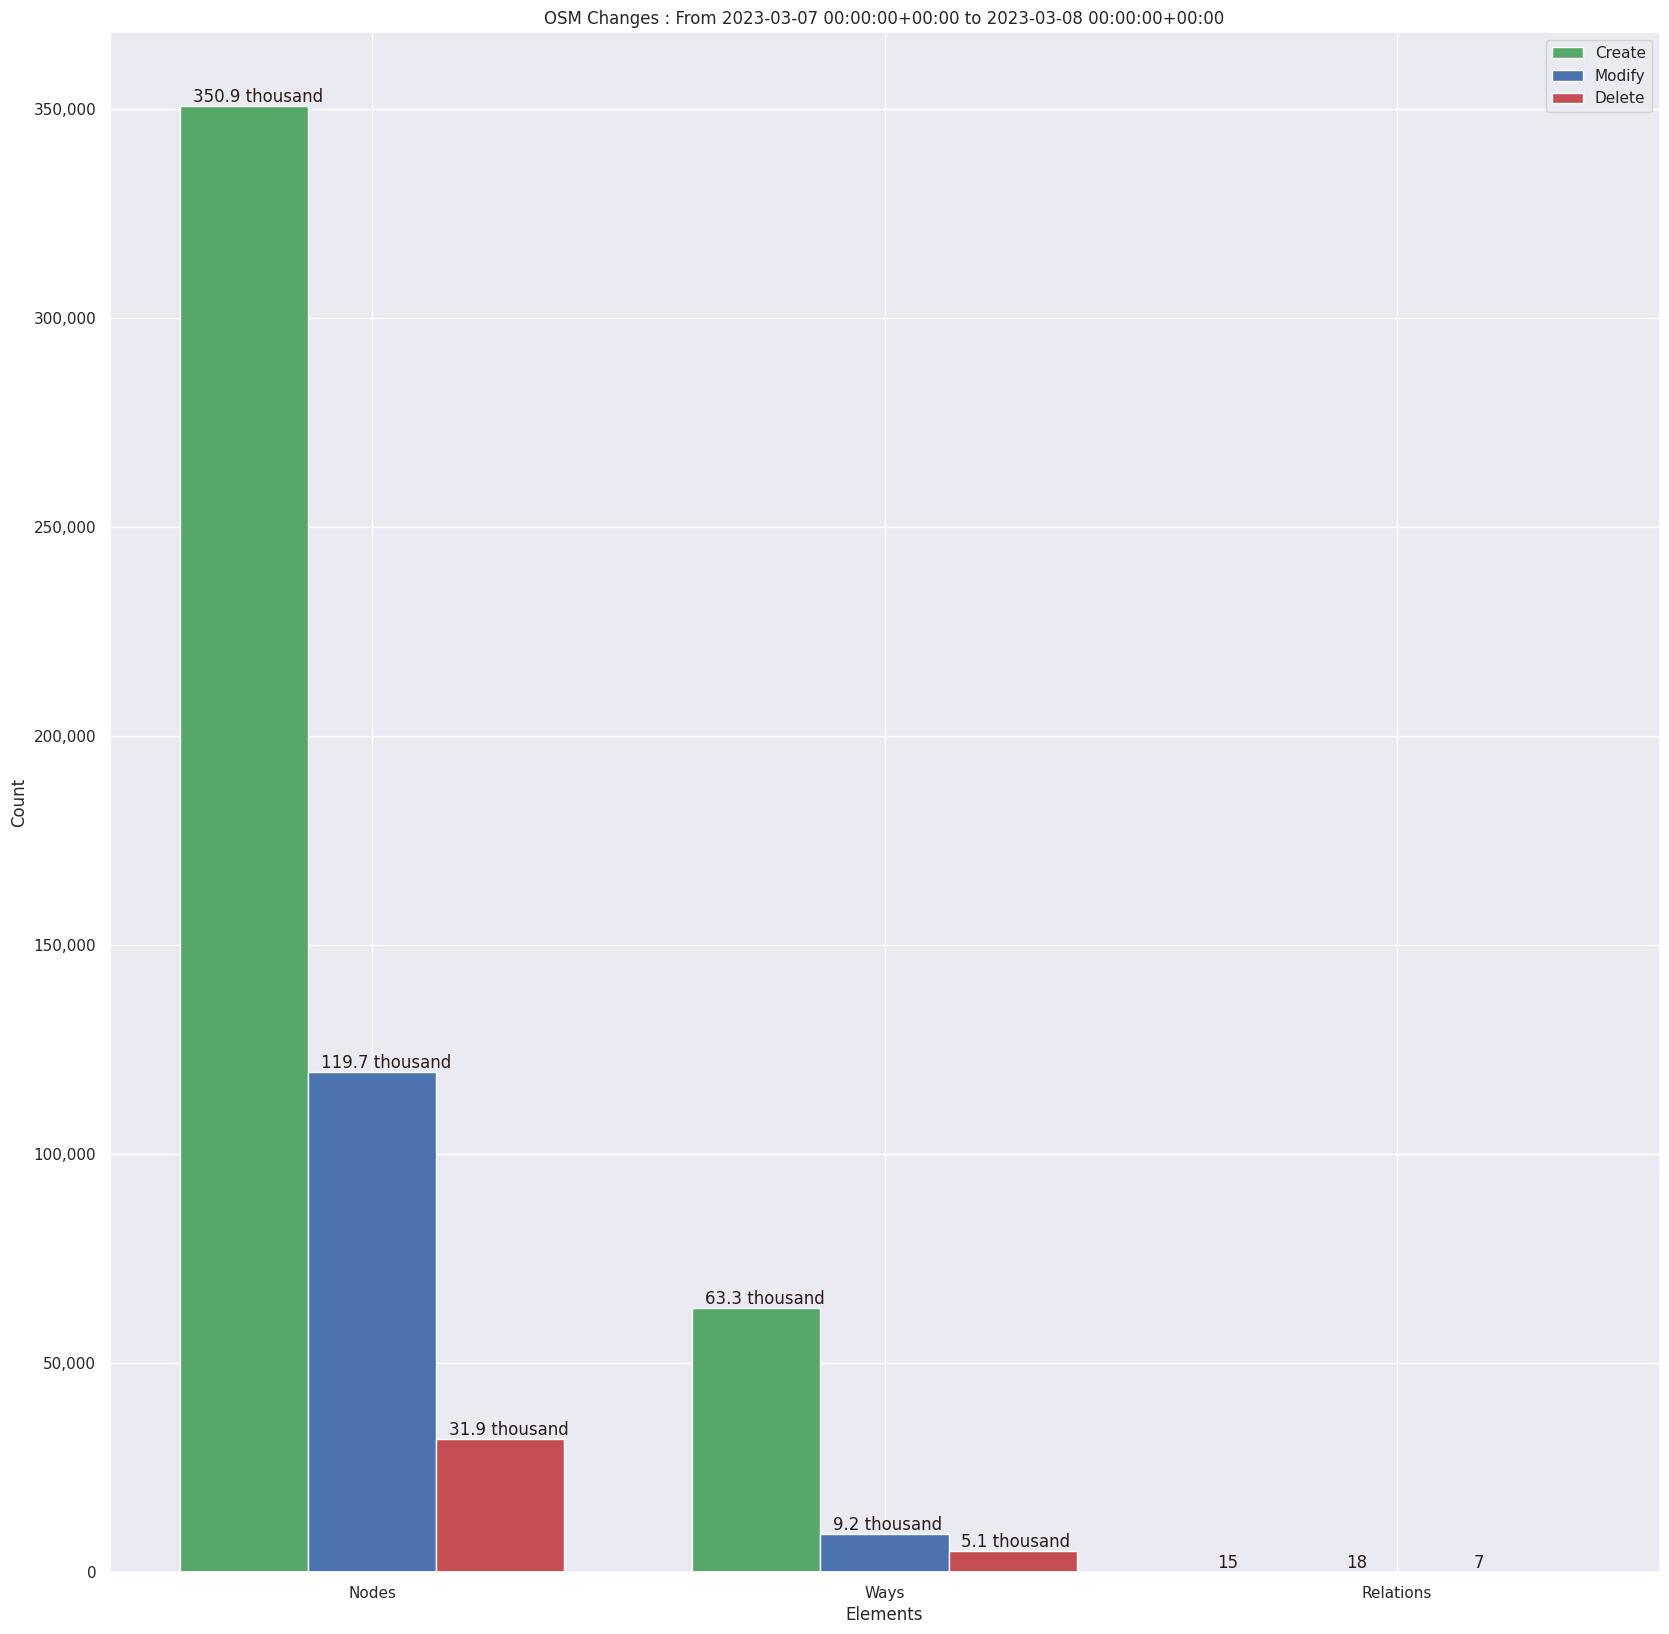 OSM Changes : From 2023-03-07 00:00:00+00:00 to 2023-03-08 00:00:00+00:00
Create
Modify
Delete
350.9 thousand
119.7 thousand
31.9 thousand
63.3 thousand
9.2 thousand
5.1 thousand
15
18
7
350,000
300,000
250,000
200,000
150,000
100,000
50,000
0
Count
Nodes
Ways
Relations
Elements